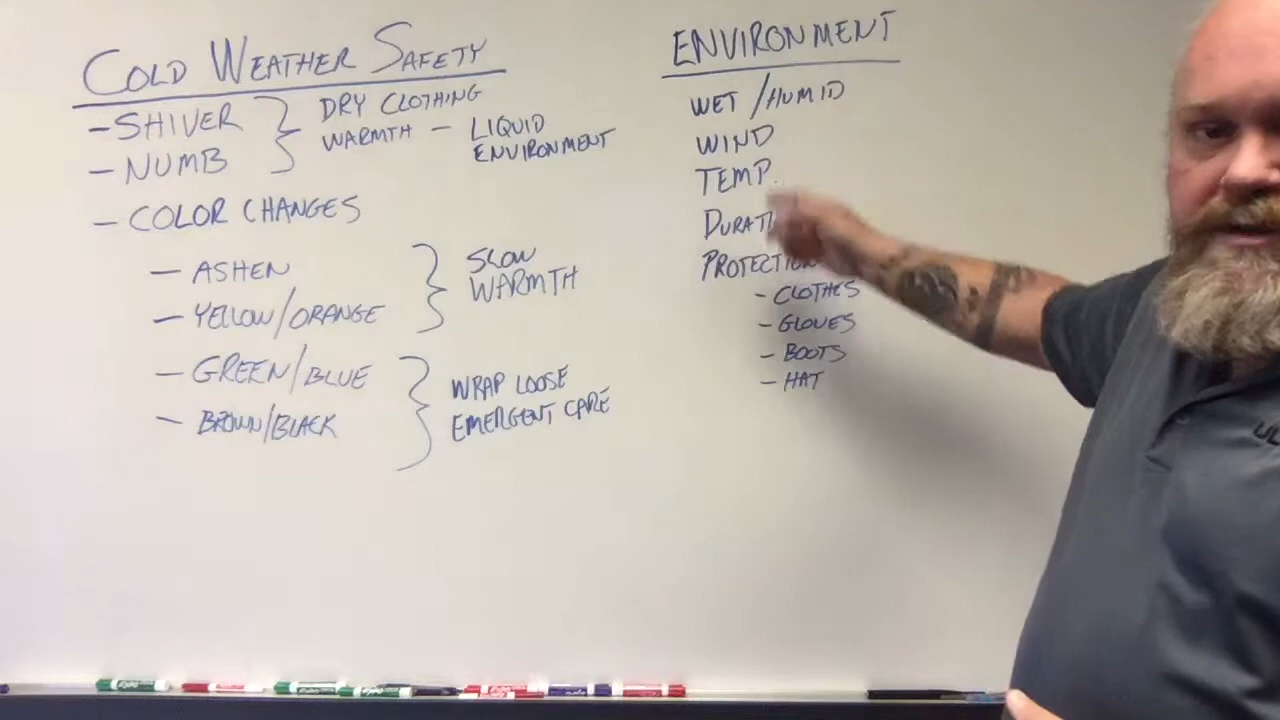 COLD WEATHER SAFETY
- SHIVER
- NUMB
DRY CLOTHING
WARMTH - LIQUID
ENVIRONMENT
- COLOR CHANGES
- ASHEN
- YELLOW/ORANGE
SLOW
WARMTH
- GREEN/BLUE
- BROWN/BLACK
WRAP LOOSE
EMERGENT CARE
ENVIRONMENT
WET/HUMID
WIND
TEMP.
PROTECTION
- CLOTHES
- GLOVES
- BOOTS
- HAT